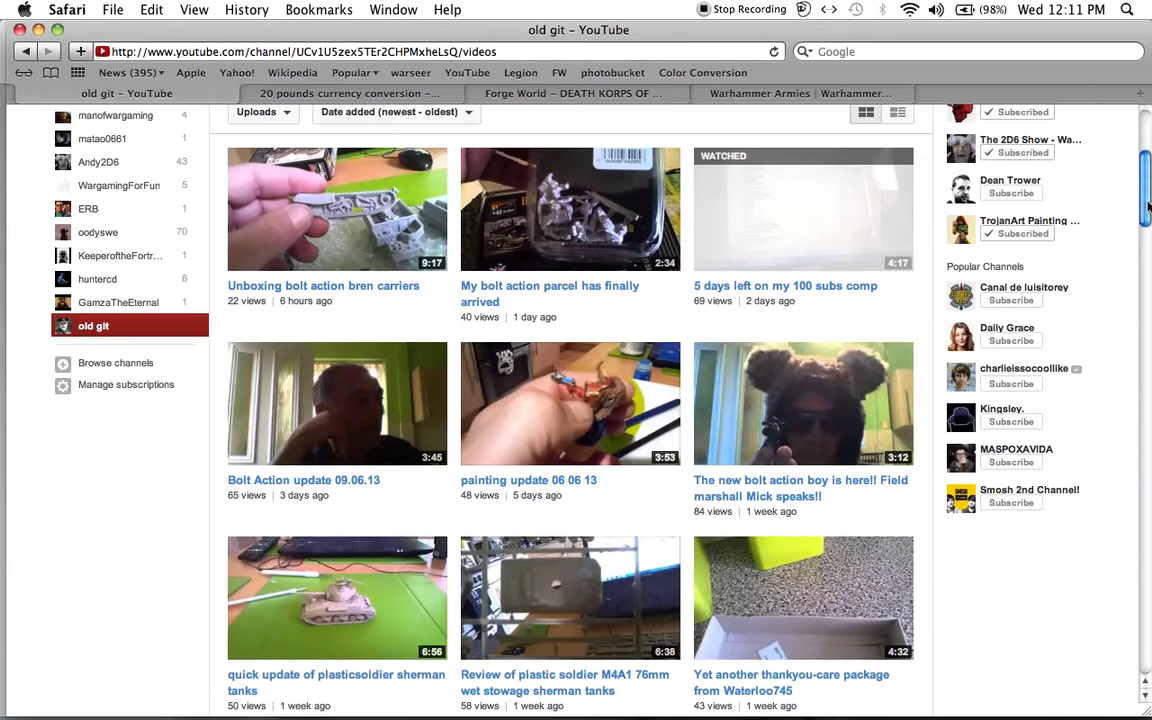 Safari File Edit View History Bookmarks Window Help Stop Recording (98%) Wed 12:11 PM
old git – YouTube
http://www.youtube.com/channel/UCv1U5zex5TEr2CHPMxheLsQ/videos Google
News (395) Apple Yahoo! Wikipedia Popular warseer YouTube Legion FW photobucket Color Conversion
old git – YouTube 20 pounds currency conversion –... Forge World – DEATH KORPS OF ... Warhammer Armies | Warhammer...
Uploads Date added (newest - oldest)
manofwargaming 4
matao0661 1
Andy2D6 43
WargamingForFun 5
ERB 1
oodyswe 70
KeeperoftheFortr... 1
huntercd 6
GamzaTheEternal 1
old git
Browse channels
Manage subscriptions
9:17
Unboxing bolt action bren carriers
22 views | 6 hours ago
2:34
My bolt action parcel has finally
arrived
40 views | 1 day ago
WATCHED
4:17
5 days left on my 100 subs comp
69 views | 2 days ago
3:45
Bolt Action update 09.06.13
65 views | 3 days ago
3:53
painting update 06 06 13
48 views | 5 days ago
3:12
The new bolt action boy is here!! Field
marshall Mick speaks!!
84 views | 1 week ago
6:56
quick update of plasticsoldier sherman
tanks
50 views | 1 week ago
6:38
Review of plastic soldier M4A1 76mm
wet stowage sherman tanks
58 views | 1 week ago
4:32
Yet another thankyou-care package
from Waterloo745
43 views | 1 week ago
Subscribed
The 2D6 Show - Wa...
Subscribed
Dean Trower
Subscribe
TrojanArt Painting ...
Subscribed
Popular Channels
Canal de luisitorey
Subscribe
Daily Grace
Subscribe
charlieissocoollike
Subscribe
Kingsley.
Subscribe
MASPOXAVIDA
Subscribe
Smosh 2nd Channel!
Subscribe